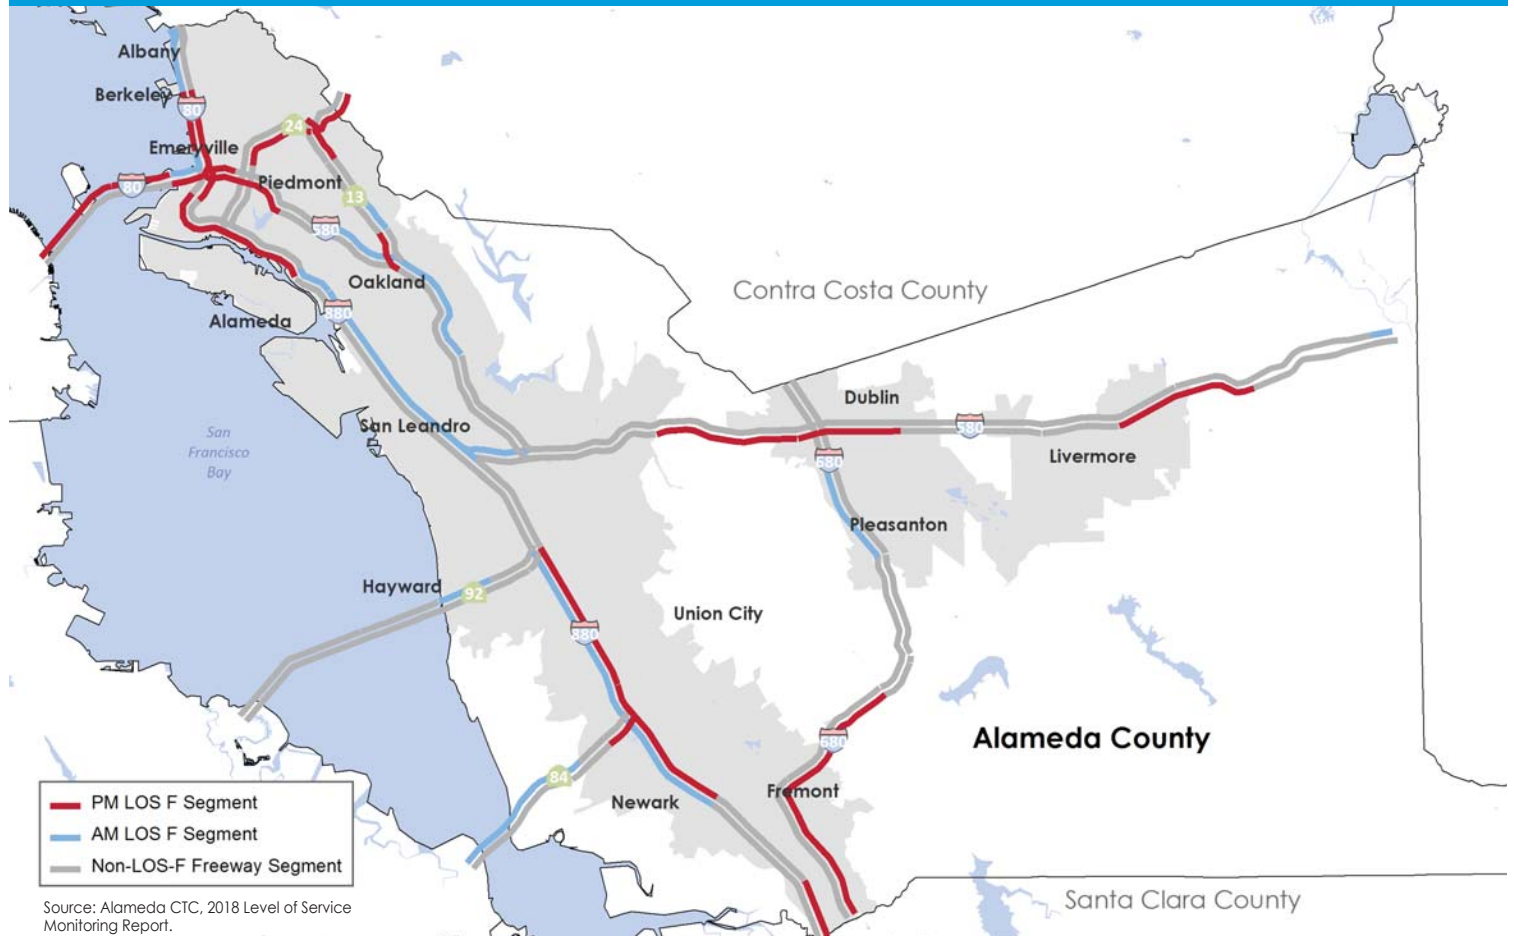 Albany
Berkeley
80
24
Emeryville
80
Piedmont
13
580
Oakland
Contra Costa County
880
Alameda
Dublin
San Leandro
580
San
Francisco
Bay
680
Livermore
Pleasanton
Hayward
92
Union City
880
680
Alameda County
84
Fremont
Newark
PM LOS F Segment
AM LOS F Segment
Non-LOS-F Freeway Segment
Santa Clara County
Source: Alameda CTC, 2018 Level of Service
Monitoring Report.